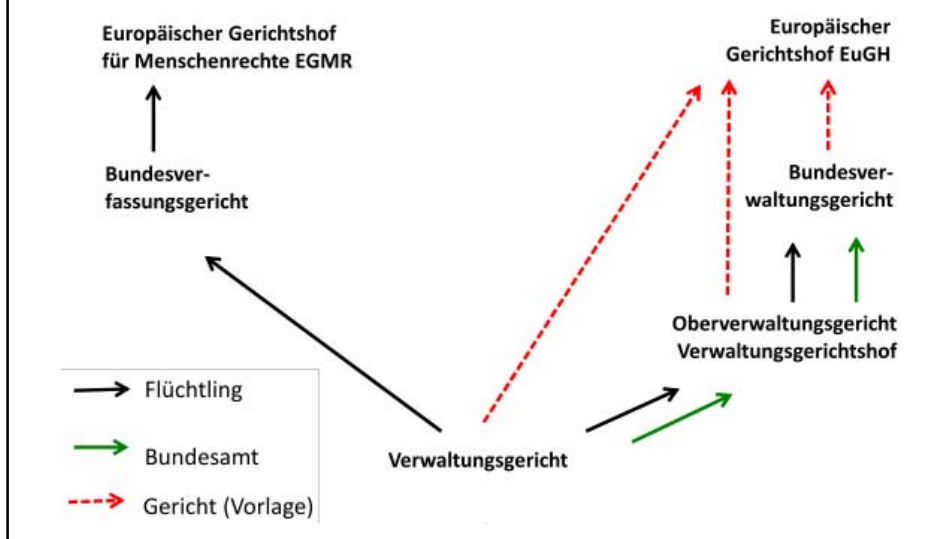 Europäischer Gerichtshof
für Menschenrechte EGMR
Europäischer
Gerichtshof EuGH
Bundesver-
fassungsgericht
Bundesver-
waltungsgericht
Oberverwaltungsgericht
Verwaltungsgerichtshof
Verwaltungsgericht
Flüchtling
Bundesamt
Gericht (Vorlage)